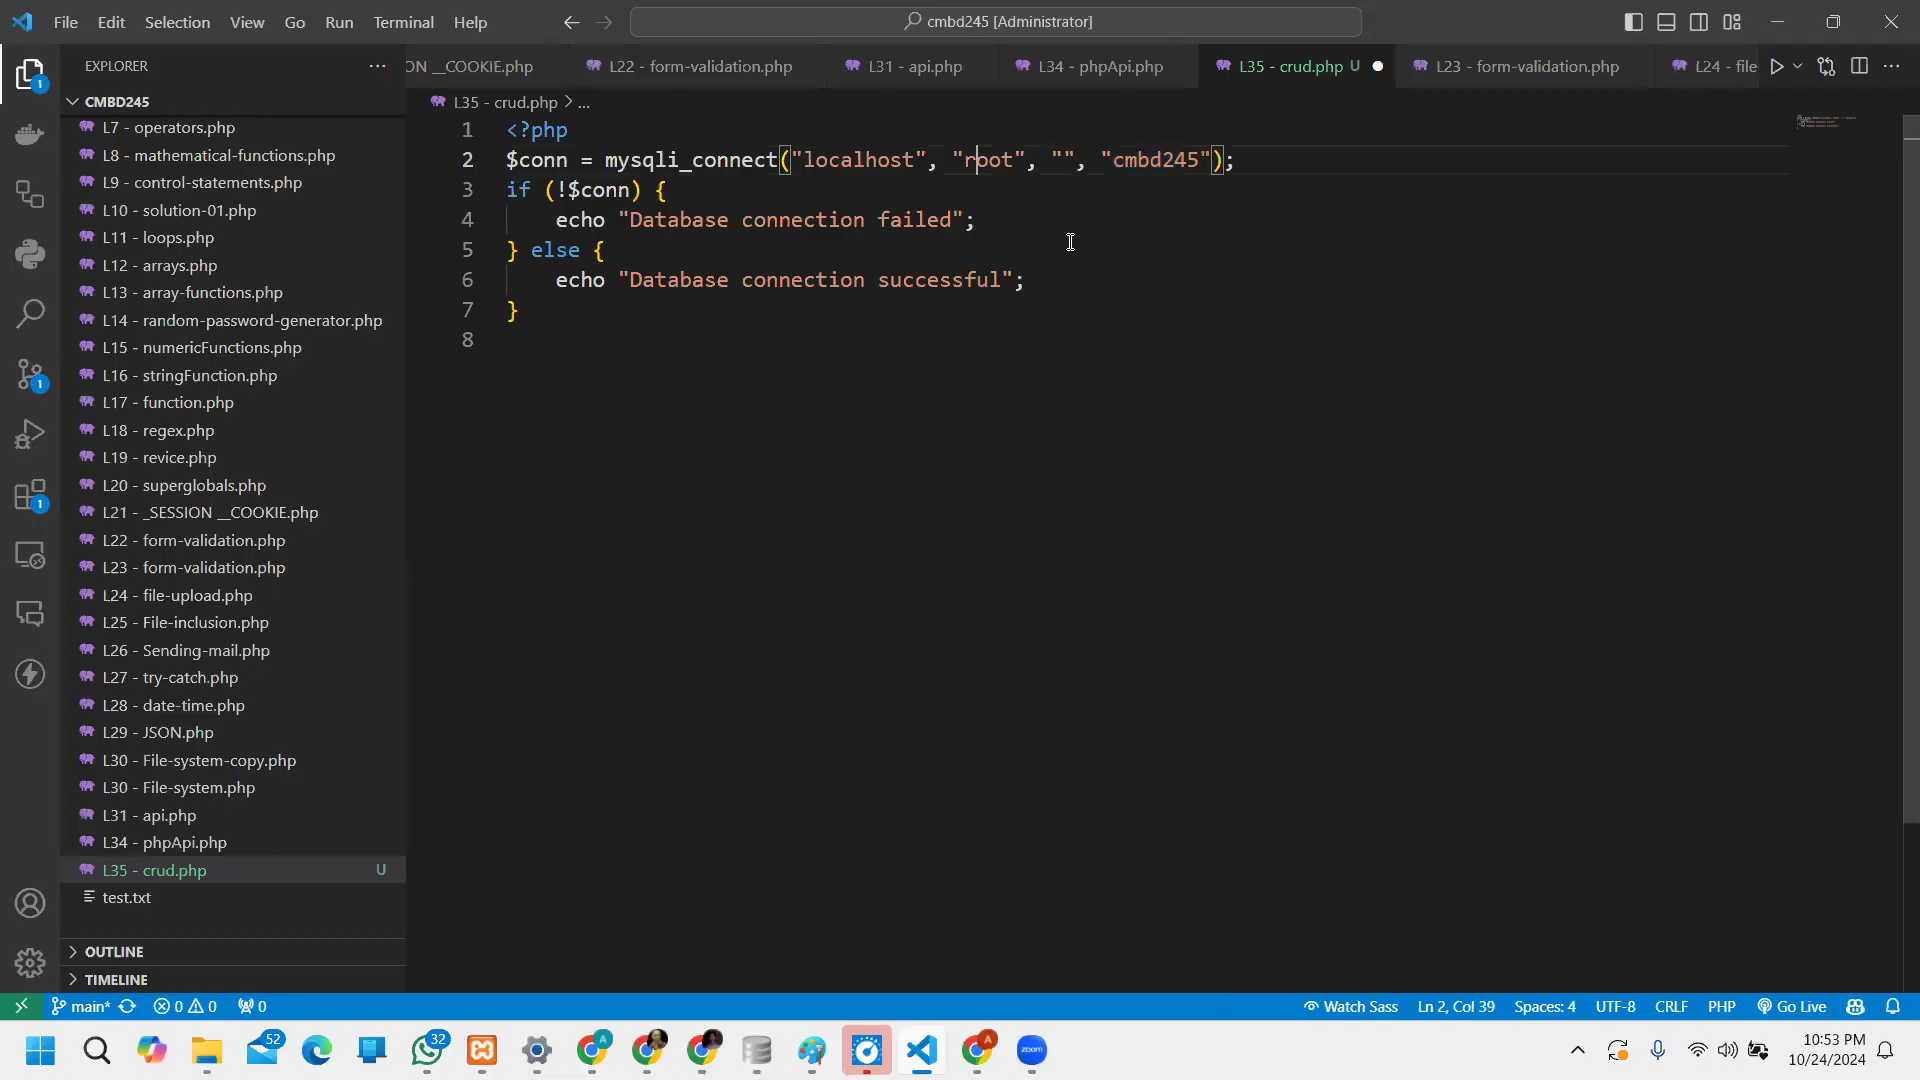 File Edit Selection View Go Run Terminal Help
cmbd245 [Administrator]
EXPLORER
ON __COOKIE.php
L22 - form-validation.php
L31 - api.php
L34 - phpApi.php
L35 - crud.php U
L23 - form-validation.php
L24 - file
CMBD245
L35 - crud.php > ...
L7 - operators.php
L8 - mathematical-functions.php
L9 - control-statements.php
L10 - solution-01.php
L11 - loops.php
L12 - arrays.php
L13 - array-functions.php
L14 - random-password-generator.php
L15 - numericFunctions.php
L16 - stringFunction.php
L17 - function.php
L18 - regex.php
L19 - revice.php
L20 - superglobals.php
L21 - _SESSION __COOKIE.php
L22 - form-validation.php
L23 - form-validation.php
L24 - file-upload.php
L25 - File-inclusion.php
L26 - Sending-mail.php
L27 - try-catch.php
L28 - date-time.php
L29 - JSON.php
L30 - File-system-copy.php
L30 - File-system.php
L31 - api.php
L34 - phpApi.php
L35 - crud.php U
test.txt
OUTLINE
TIMELINE
1 <?php
2 $conn = mysqli_connect("localhost", "root", "", "cmbd245");
3 if (!$conn) {
4 echo "Database connection failed";
5 } else {
6 echo "Database connection successful";
7 }
8
1
1
1
main* 0 0 0
Watch Sass Ln 2, Col 39 Spaces: 4 UTF-8 CRLF PHP Go Live
52
32
A
A
zoom
10:53 PM
10/24/2024